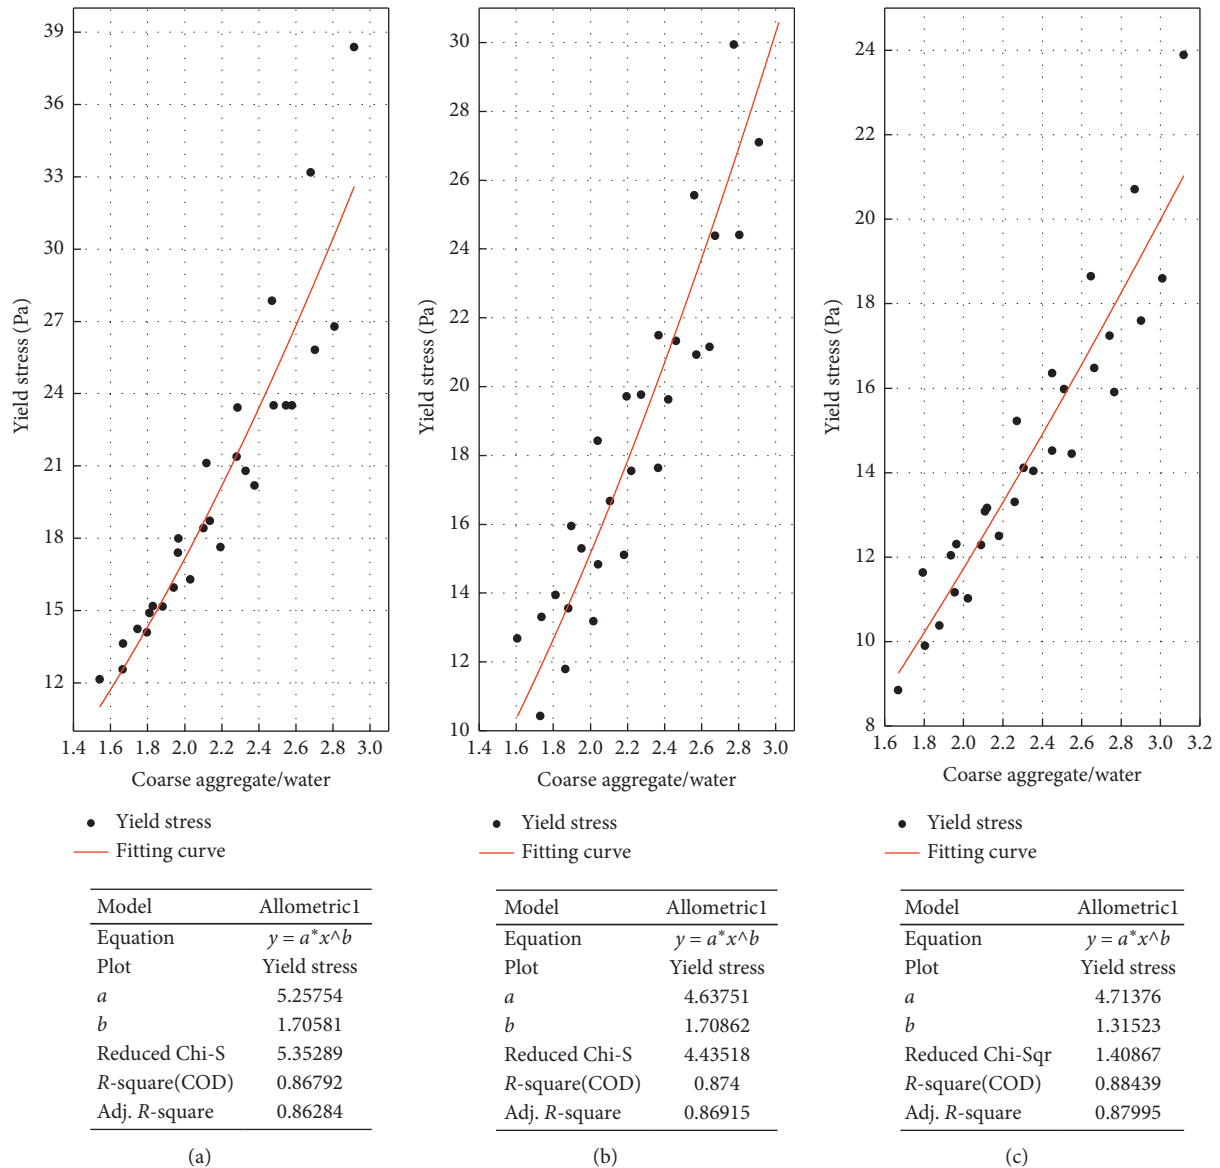 39
36
33
30
27
24
21
18
15
12
Yield stress (Pa)
1.4 1.6 1.8 2.0 2.2 2.4 2.6 2.8 3.0
Coarse aggregate/water
Yield stress
Fitting curve
Model Allometric1
Equation y = a*x^b
Plot Yield stress
a 5.25754
b 1.70581
Reduced Chi-S 5.35289
R-square(COD) 0.86792
Adj. R-square 0.86284
(a)
30
28
26
24
22
20
18
16
14
12
10
Yield stress (Pa)
1.4 1.6 1.8 2.0 2.2 2.4 2.6 2.8 3.0
Coarse aggregate/water
Yield stress
Fitting curve
Model Allometric1
Equation y = a*x^b
Plot Yield stress
a 4.63751
b 1.70862
Reduced Chi-S 4.43518
R-square(COD) 0.874
Adj. R-square 0.86915
(b)
24
22
20
18
16
14
12
10
8
Yield stress (Pa)
1.6 1.8 2.0 2.2 2.4 2.6 2.8 3.0 3.2
Coarse aggregate/water
Yield stress
Fitting curve
Model Allometric1
Equation y = a*x^b
Plot Yield stress
a 4.71376
b 1.31523
Reduced Chi-Sqr 1.40867
R-square(COD) 0.88439
Adj. R-square 0.87995
(c)